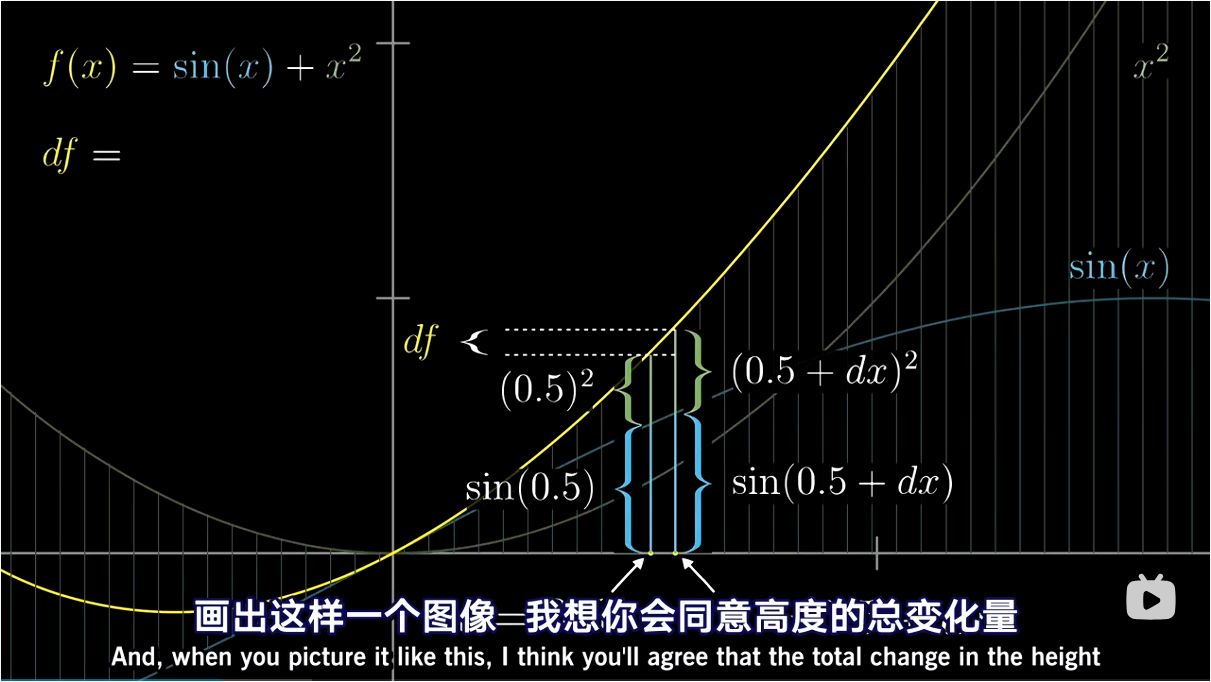 f(x) = sin(x) + x²
x²
df =
sin(x)
df
(0.5)²
(0.5 + dx)²
sin(0.5)
sin(0.5 + dx)
画出这样一个图像 我想你会同意高度的总变化量
And, when you picture it like this, I think you'll agree that the total change in the height